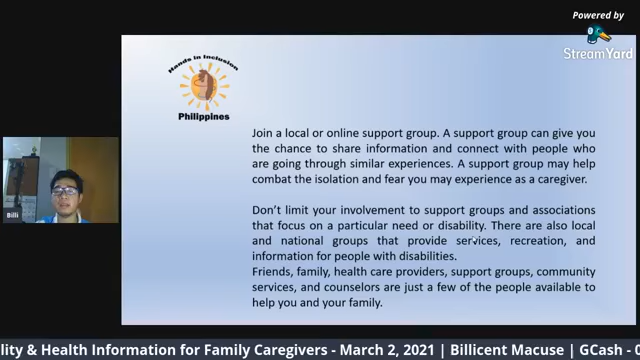 Powered by
StreamYard
Hands in Inclusion
Philippines
Join a local or online support group. A support group can give you
the chance to share information and connect with people who
are going through similar experiences. A support group may help
combat the isolation and fear you may experience as a caregiver.
Don't limit your involvement to support groups and associations
that focus on a particular need or disability. There are also local
and national groups that provide services, recreation, and
information for people with disabilities.
Friends, family, health care providers, support groups, community
services, and counselors are just a few of the people available to
help you and your family.
Billi
lity & Health Information for Family Caregivers - March 2, 2021 | Billicent Macuse | GCash - 0